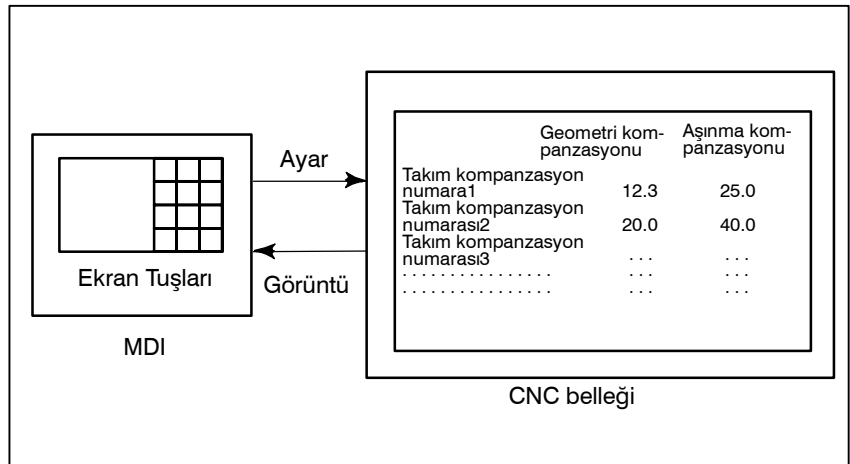 Ayar
Görüntü
Ekran Tuşları
MDI
Geometri kom-
panzasyonu
Aşınma kom-
panzasyonu
Takım kompanzasyon
numara1 12.3 25.0
Takım kompanzasyon
numarası2 20.0 40.0
Takım kompanzasyon
numarası3 . . . . . .
. . . . . . . . . . . . . . . . . . . . . .
. . . . . . . . . . . . . . . . . . . . . .
CNC belleği